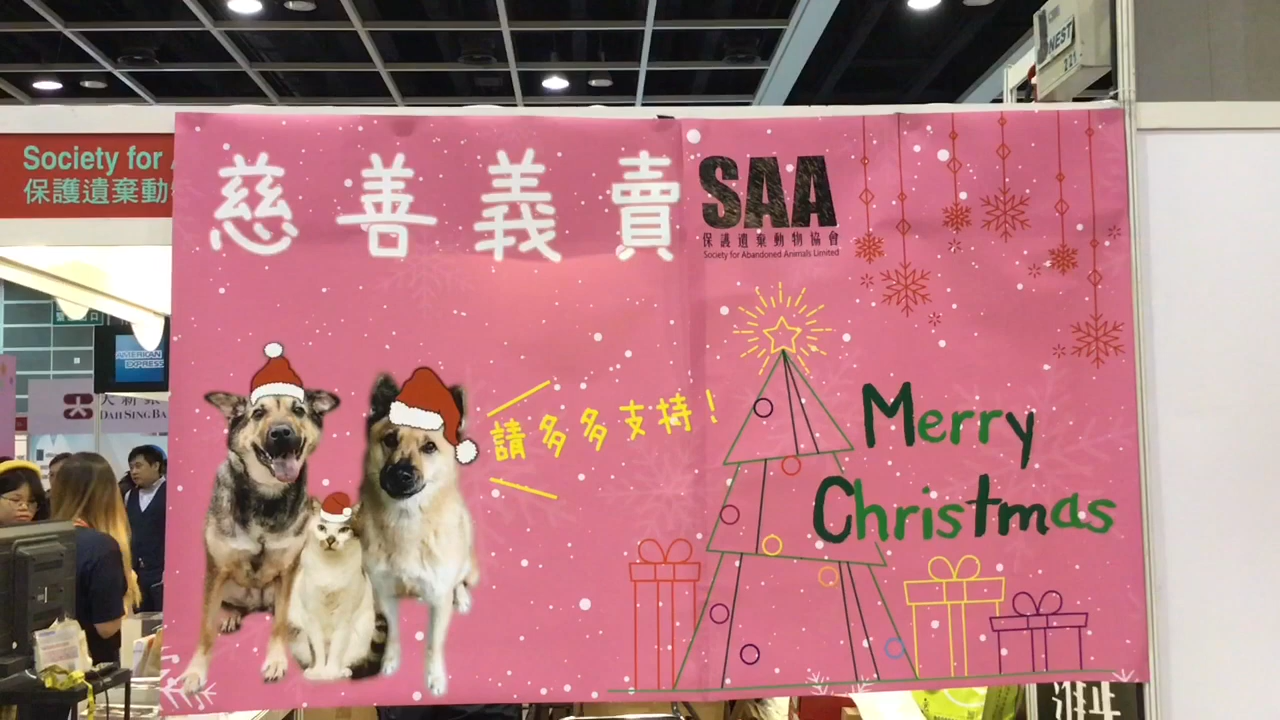 Society for
保護遺棄動
慈善義賣
SAA
保護遺棄動物協會
Society for Abandoned Animals Limited
請多多支持！
Merry
Christmas
AMERICAN
EXPRESS
大新
DAH SING BA
NEST
221